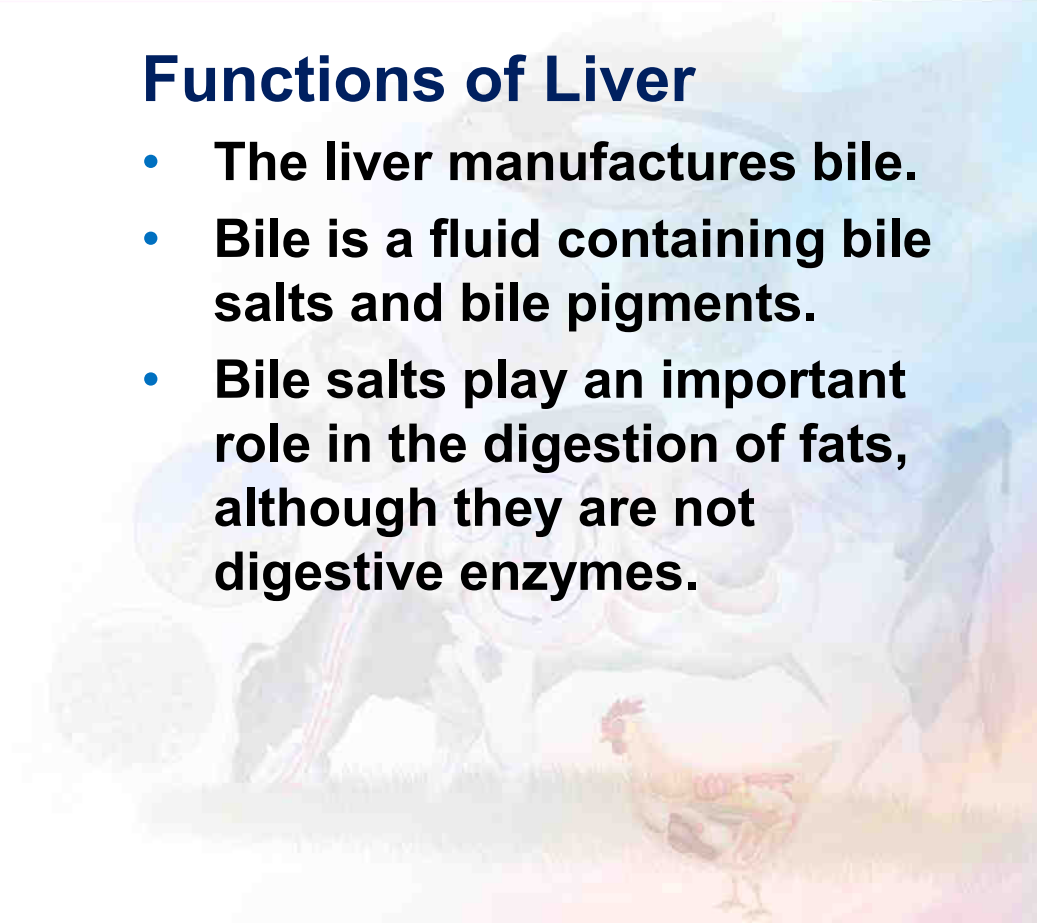 Functions of Liver
• The liver manufactures bile.
• Bile is a fluid containing bile
salts and bile pigments.
• Bile salts play an important
role in the digestion of fats,
although they are not
digestive enzymes.